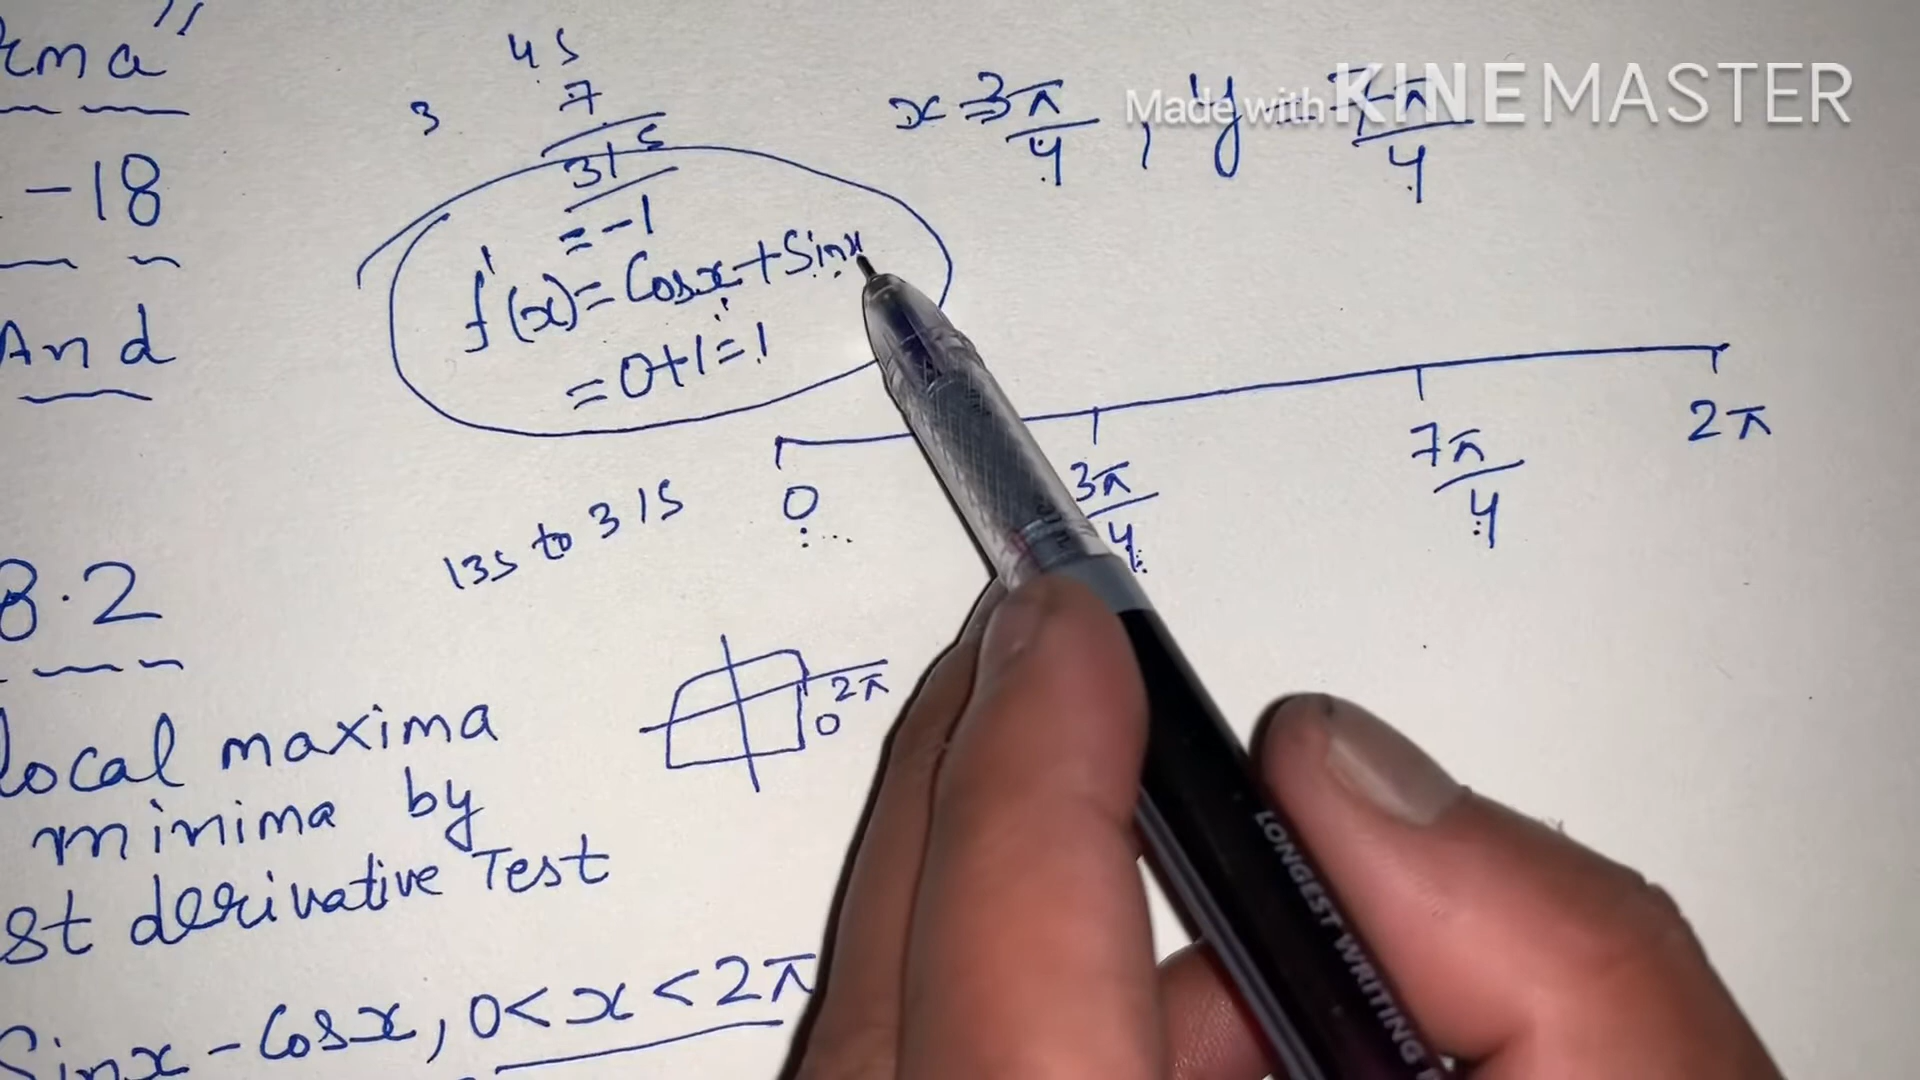 -18
And
8.2
local maxima
minima by
st derivative Test
Sinx - Cosx, 0 < x < 2π
45
7
3
315
= -1
f'(x) = Cosx + Sinx
= 0 + 1 = 1
x = 3π/4, y = 7π/4
Made with KINEMASTER
0 3π/4 7π/4 2π
135 to 315
2π
0
LONGEST WRITING